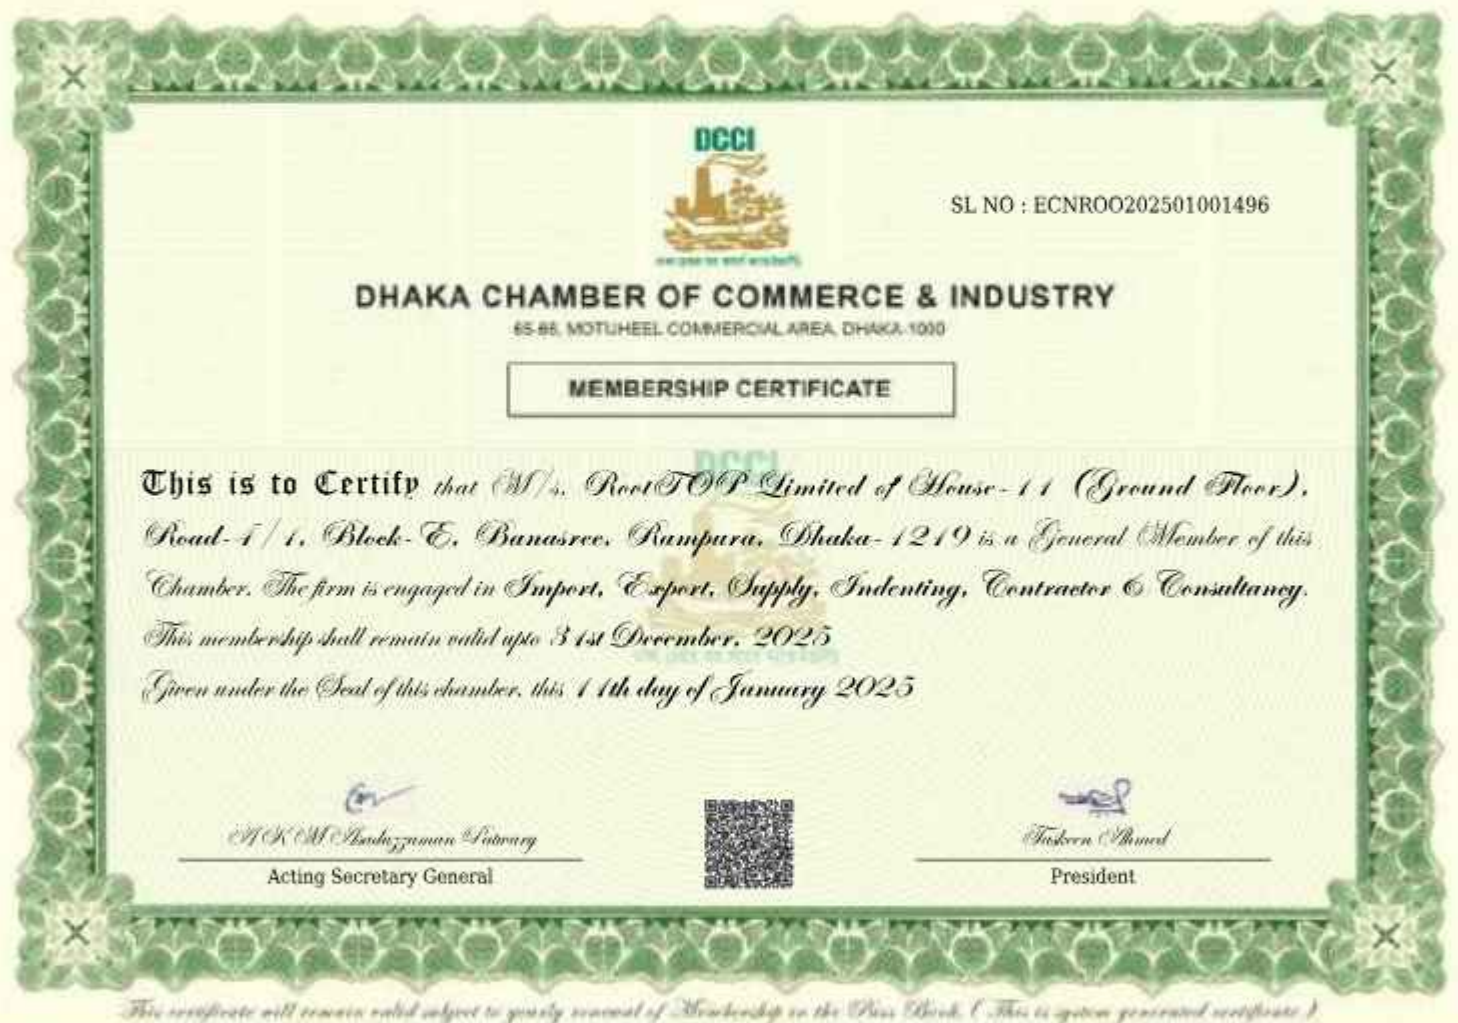 DCCI
SL NO : ECNROO202501001496
DHAKA CHAMBER OF COMMERCE & INDUSTRY
65-66, MOTIJHEEL COMMERCIAL AREA, DHAKA-1000
MEMBERSHIP CERTIFICATE
This is to Certify that M/s. RootTOP Limited of House-11 (Ground Floor),
Road-4/1, Block-E, Banasree, Rampura, Dhaka-1219 is a General Member of this
Chamber. The firm is engaged in Import, Export, Supply, Indenting, Contractor & Consultancy.
This membership shall remain valid upto 31st December, 2025
Given under the Seal of this chamber, this 11th day of January 2025
A K M Asaduzzaman Patwary
Acting Secretary General
Taskeen Ahmed
President
This certificate will remain valid subject to yearly renewal of Membership in the Pass Book. ( This is system generated certificate )